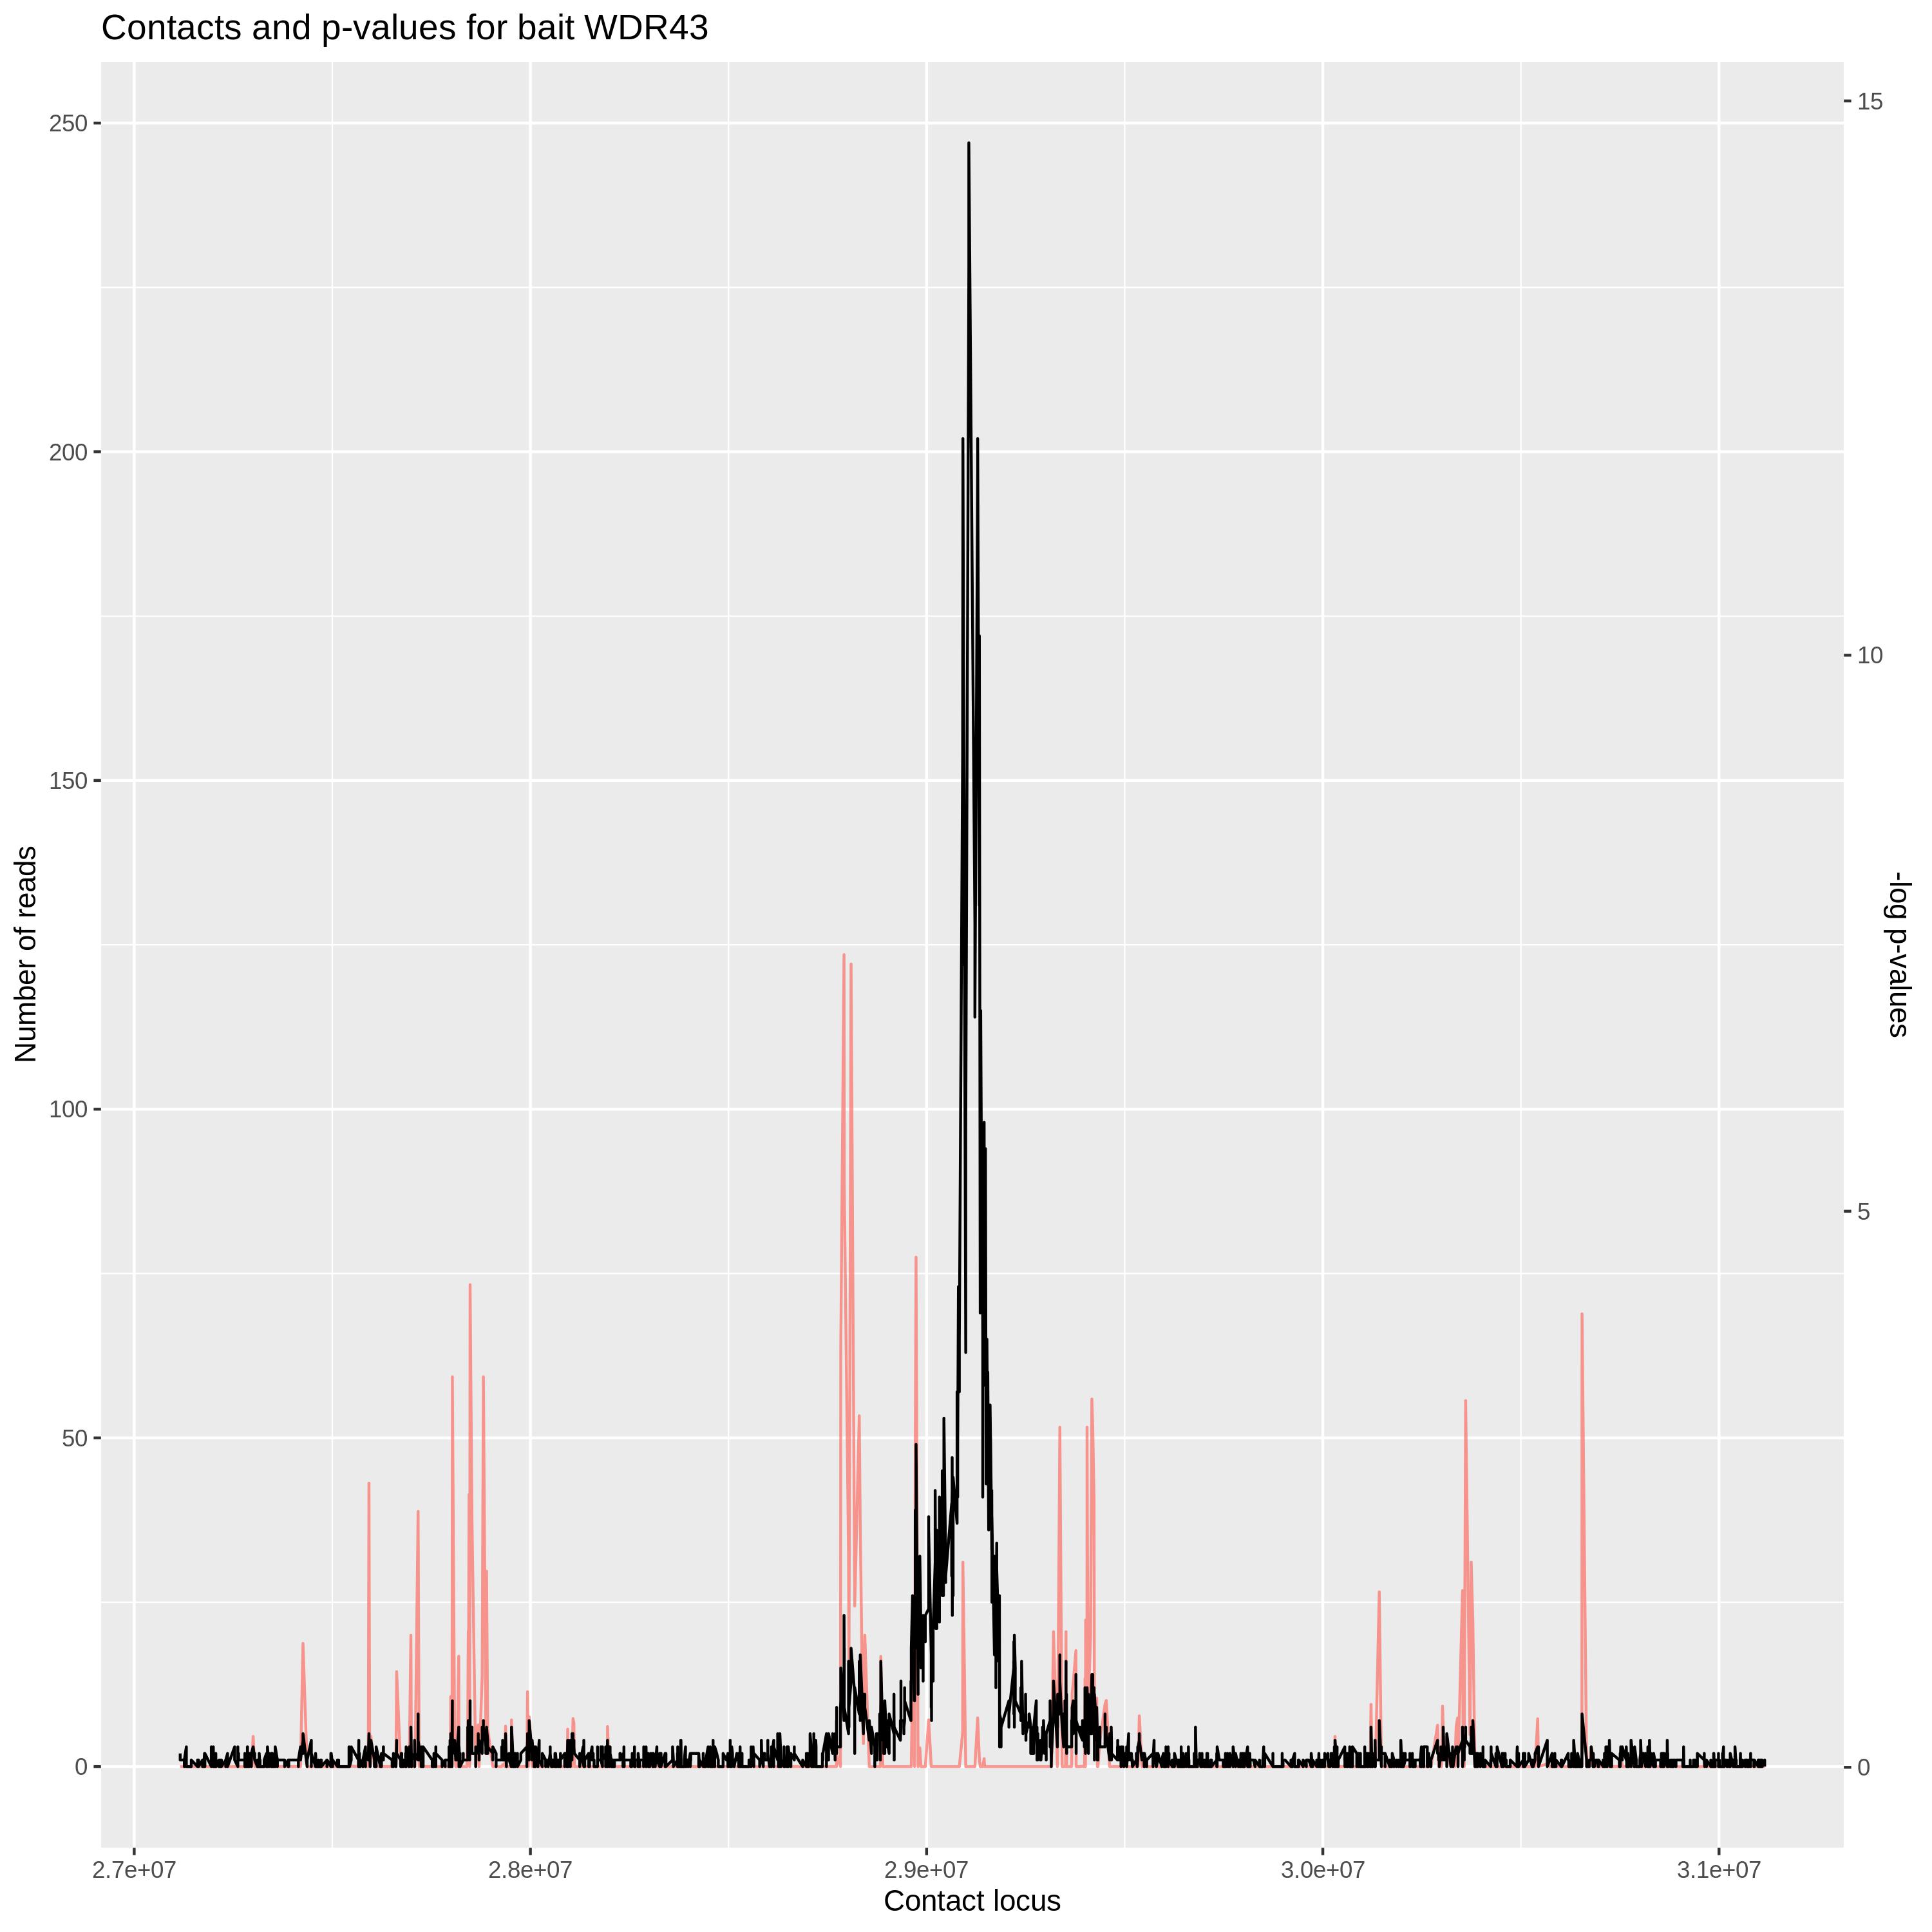 Contacts and p-values for bait WDR43
250
200
150
100
50
0
Number of reads
15
10
5
0
-log p-values
2.7e+07
2.8e+07
2.9e+07
3.0e+07
3.1e+07
Contact locus